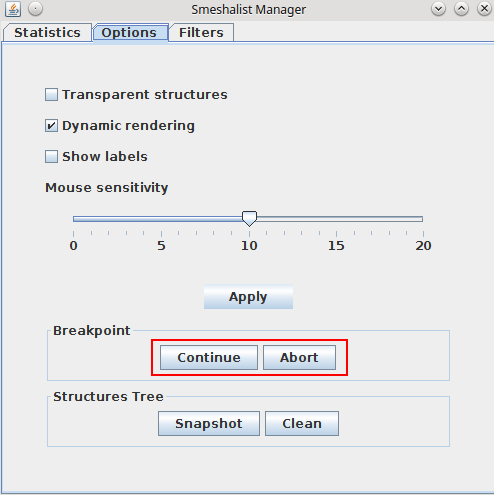 Smeshalist Manager
Statistics Options Filters
Transparent structures
Dynamic rendering
Show labels
Mouse sensitivity
0 5 10 15 20
Apply
Breakpoint
Continue Abort
Structures Tree
Snapshot Clean